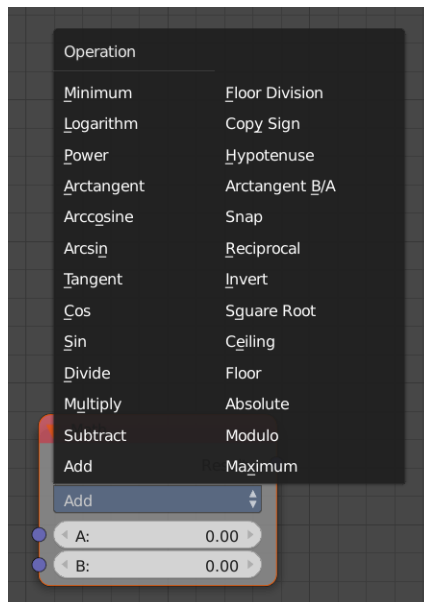 Operation
Minimum
Logarithm
Power
Arctangent
Arccosine
Arcsin
Tangent
Cos
Sin
Divide
Multiply
Subtract
Add
Floor Division
Copy Sign
Hypotenuse
Arctangent B/A
Snap
Reciprocal
Invert
Square Root
Ceiling
Floor
Absolute
Modulo
Maximum
Add
A: 0.00
B: 0.00